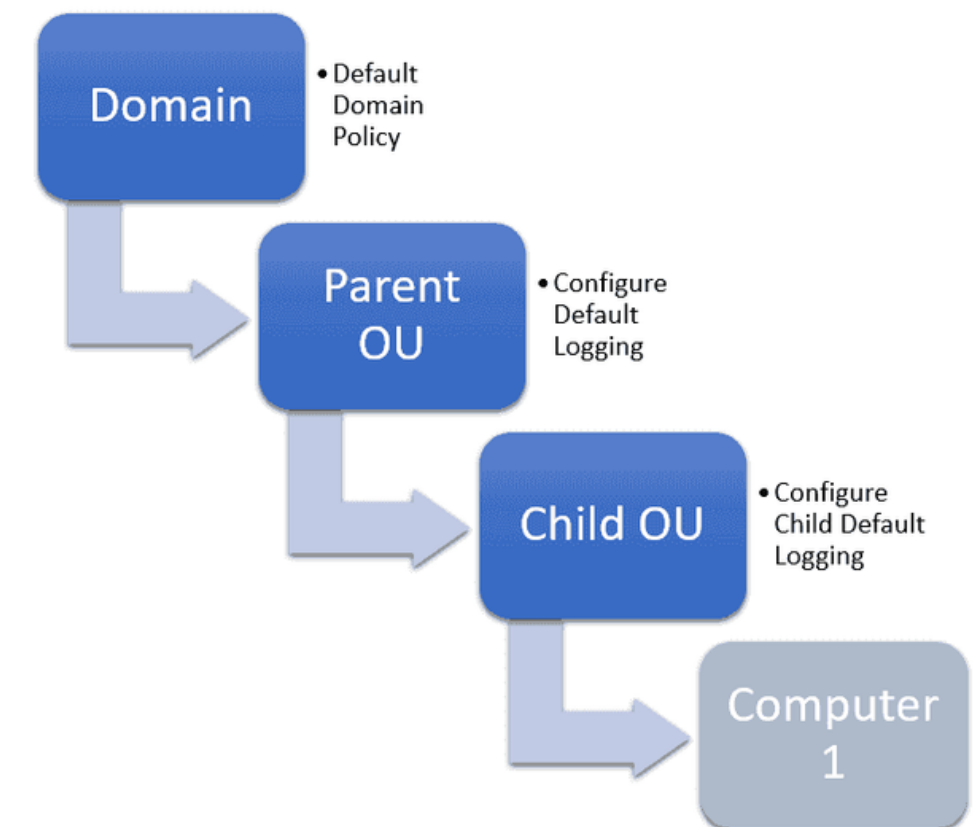 Domain
• Default
Domain
Policy
Parent
OU
• Configure
Default
Logging
Child OU
• Configure
Child Default
Logging
Computer
1